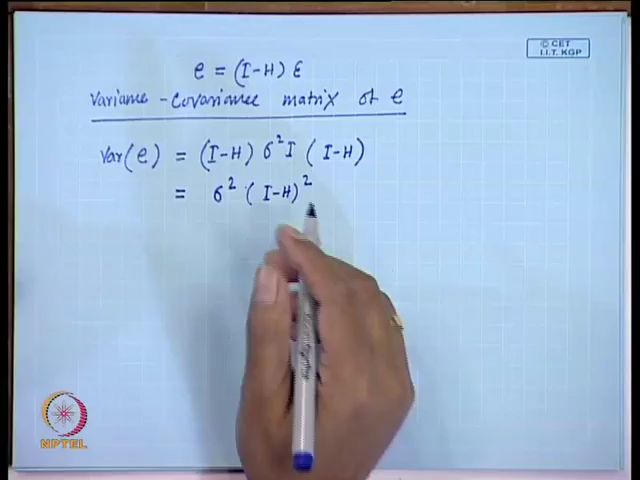 © CET
I.I.T. KGP
e = (I-H) ε
Variance - Covariance matrix of e
Var(e) = (I-H) σ²I (I-H)
= σ² (I-H)²
NPTEL